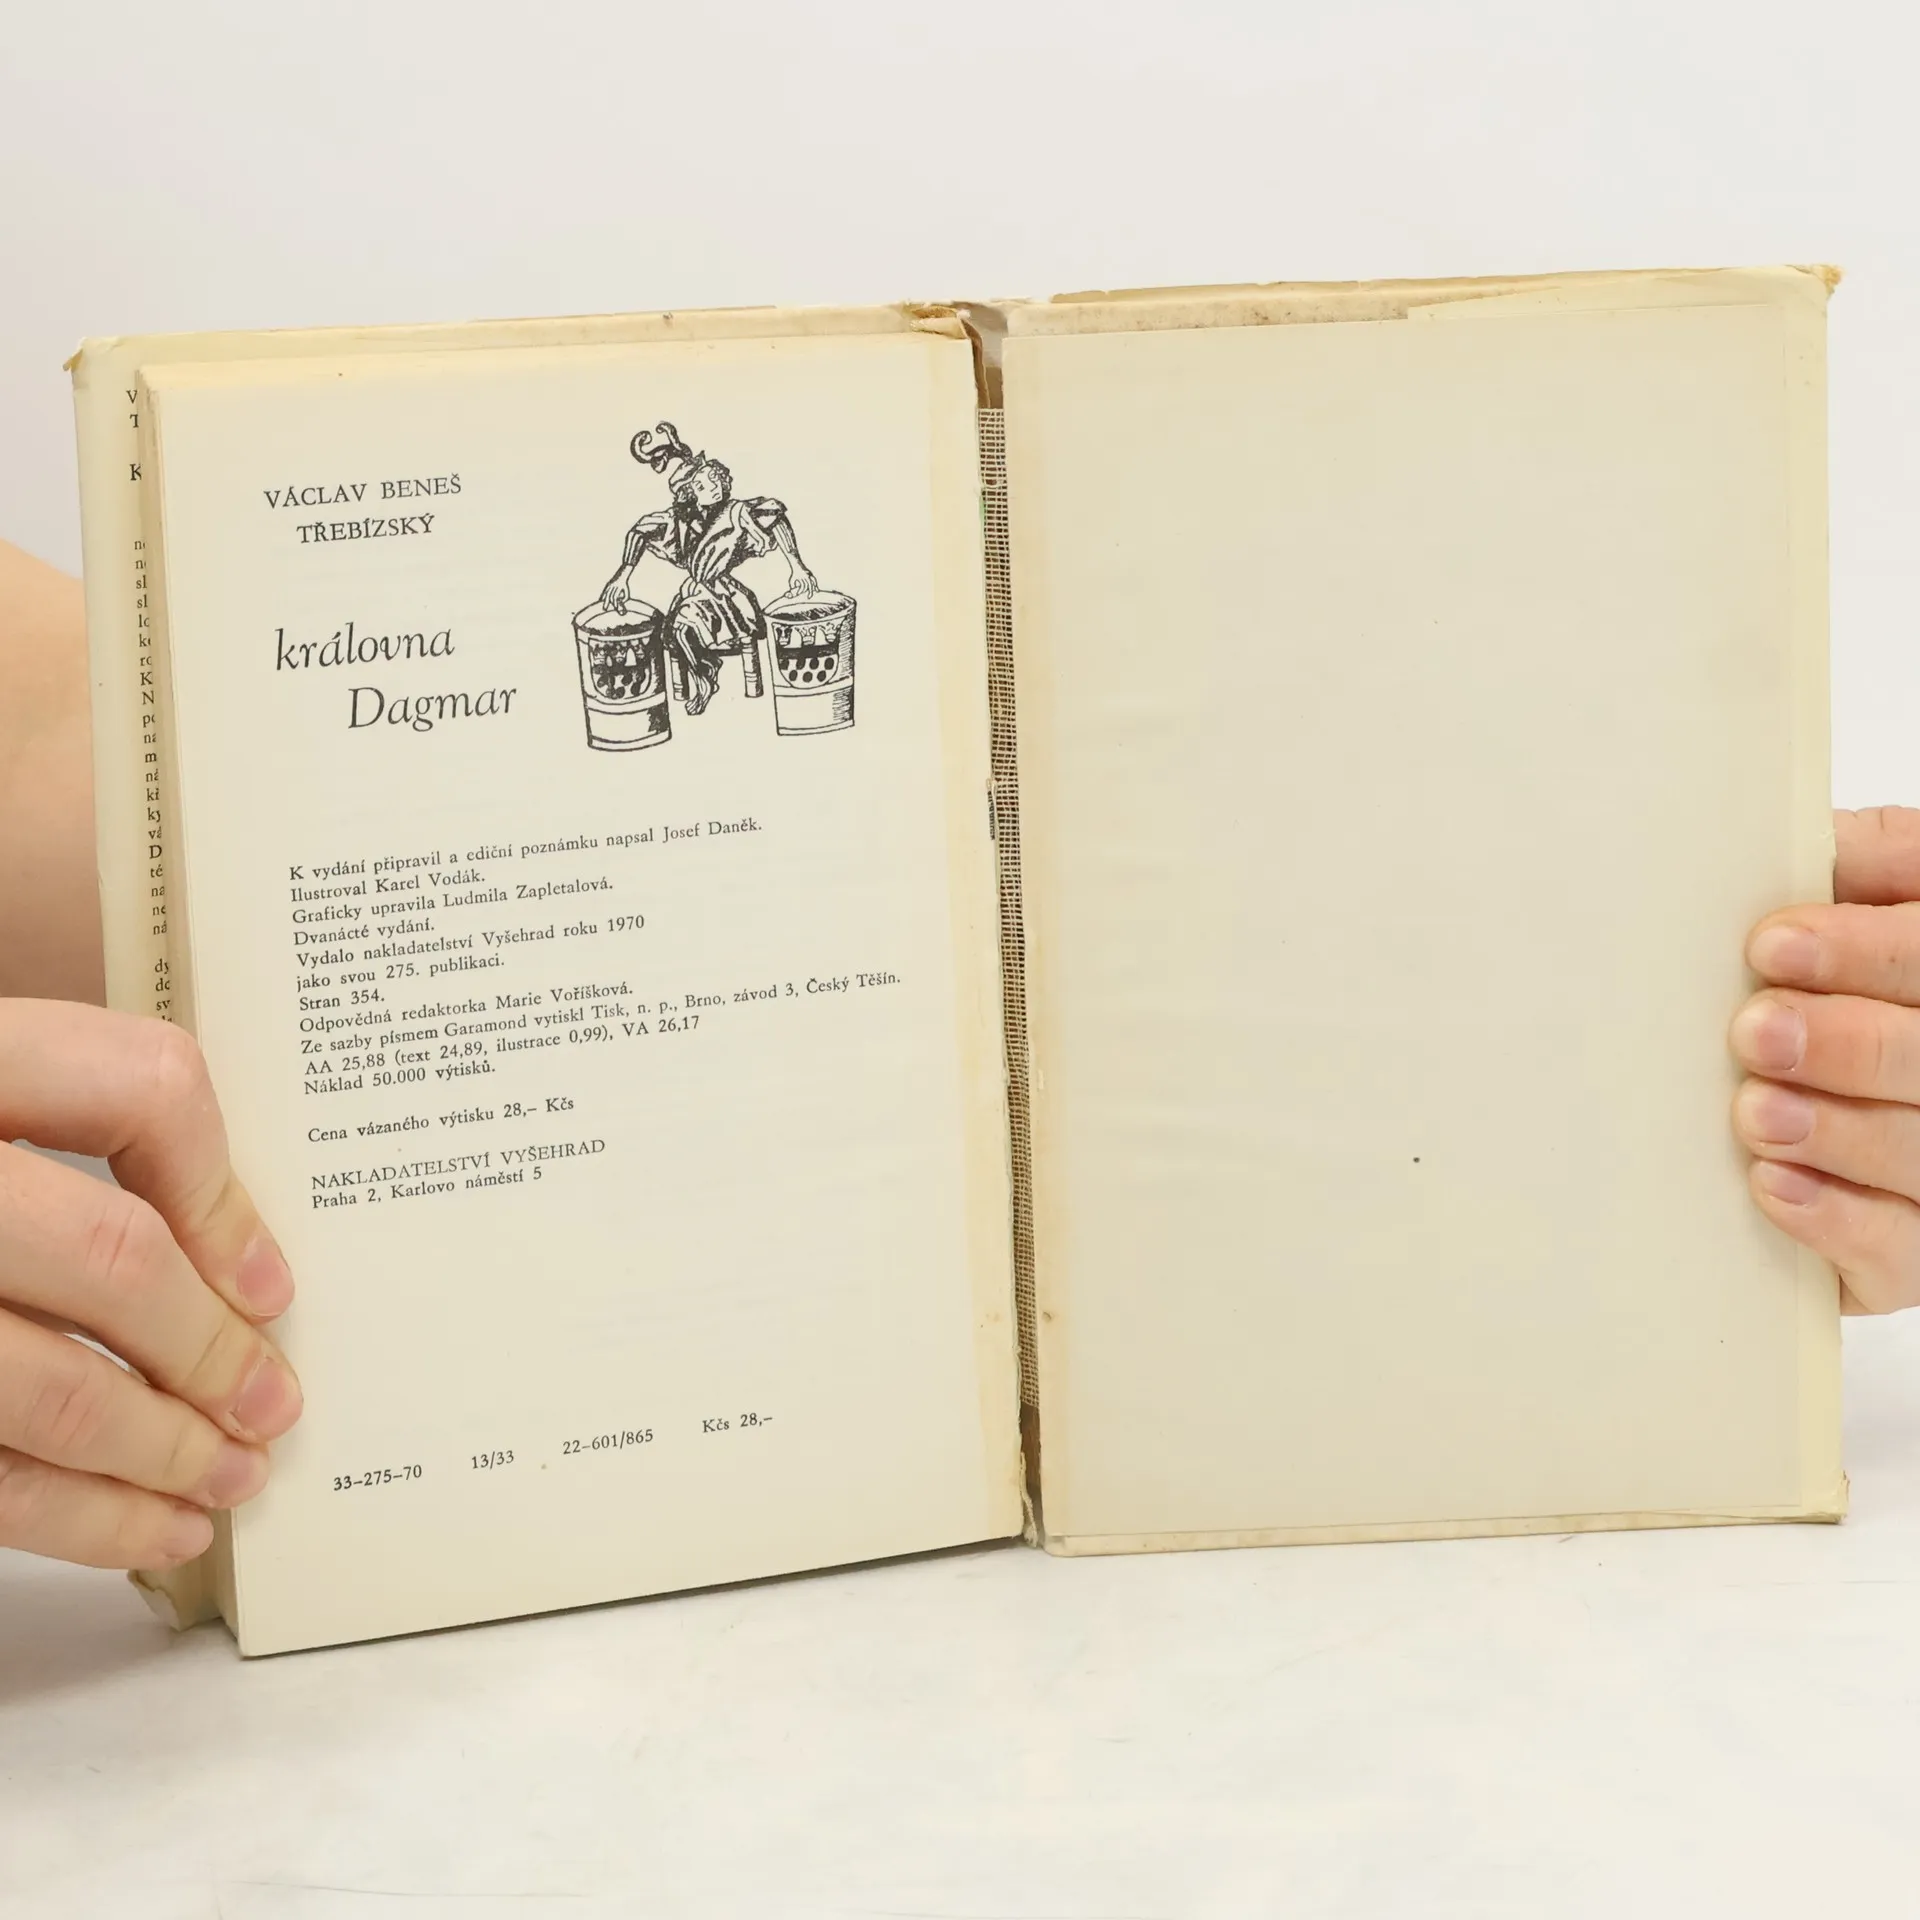 VÁCLAV BENEŠ
TŘEBÍZSKÝ
královna
Dagmar
K vydání připravil a ediční poznámku napsal Josef Daněk.
Ilustroval Karel Vodák.
Graficky upravila Ludmila Zapletalová.
Dvanácté vydání.
Vydalo nakladatelství Vyšehrad roku 1970
jako svou 275. publikaci.
Stran 354.
Odpovědná redaktorka Marie Voříšková.
Ze sazby písmem Garamond vytiskl Tisk, n. p., Brno, závod 3, Český Těšín.
AA 25,88 (text 24,89, ilustrace 0,99), VA 26,17
Náklad 50.000 výtisků.
Cena vázaného výtisku 28,– Kčs
NAKLADATELSTVÍ VYŠEHRAD
Praha 2, Karlovo náměstí 5
33–275–70 13/33 22–601/865 Kčs 28,–